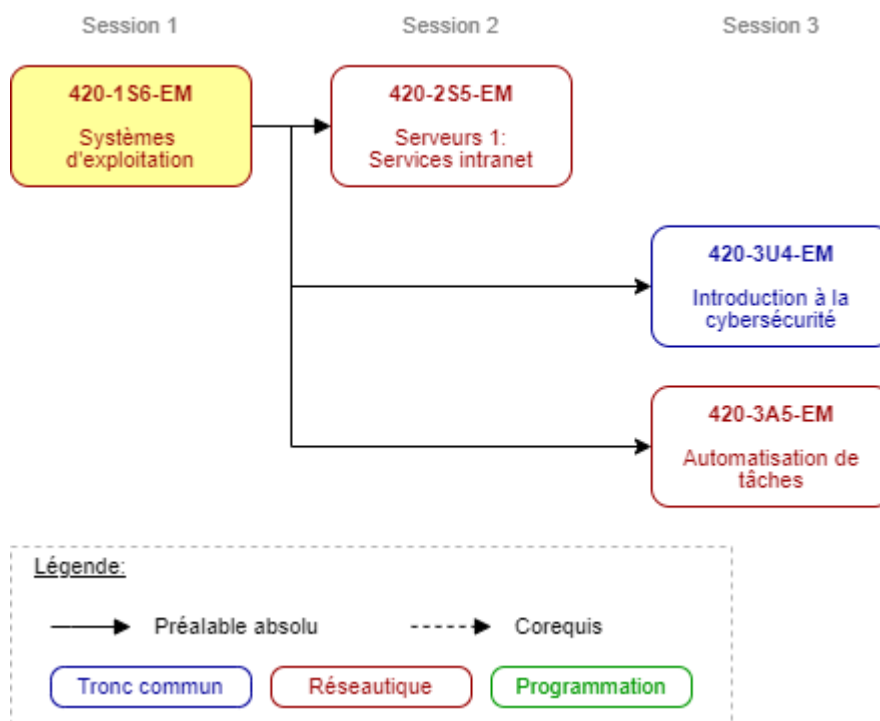 Session 1
Session 2
Session 3
420-1S6-EM
Systèmes
d'exploitation
420-2S5-EM
Serveurs 1:
Services intranet
420-3U4-EM
Introduction à la
cybersécurité
420-3A5-EM
Automatisation de
tâches
Légende:
Préalable absolu
Corequis
Tronc commun
Réseautique
Programmation